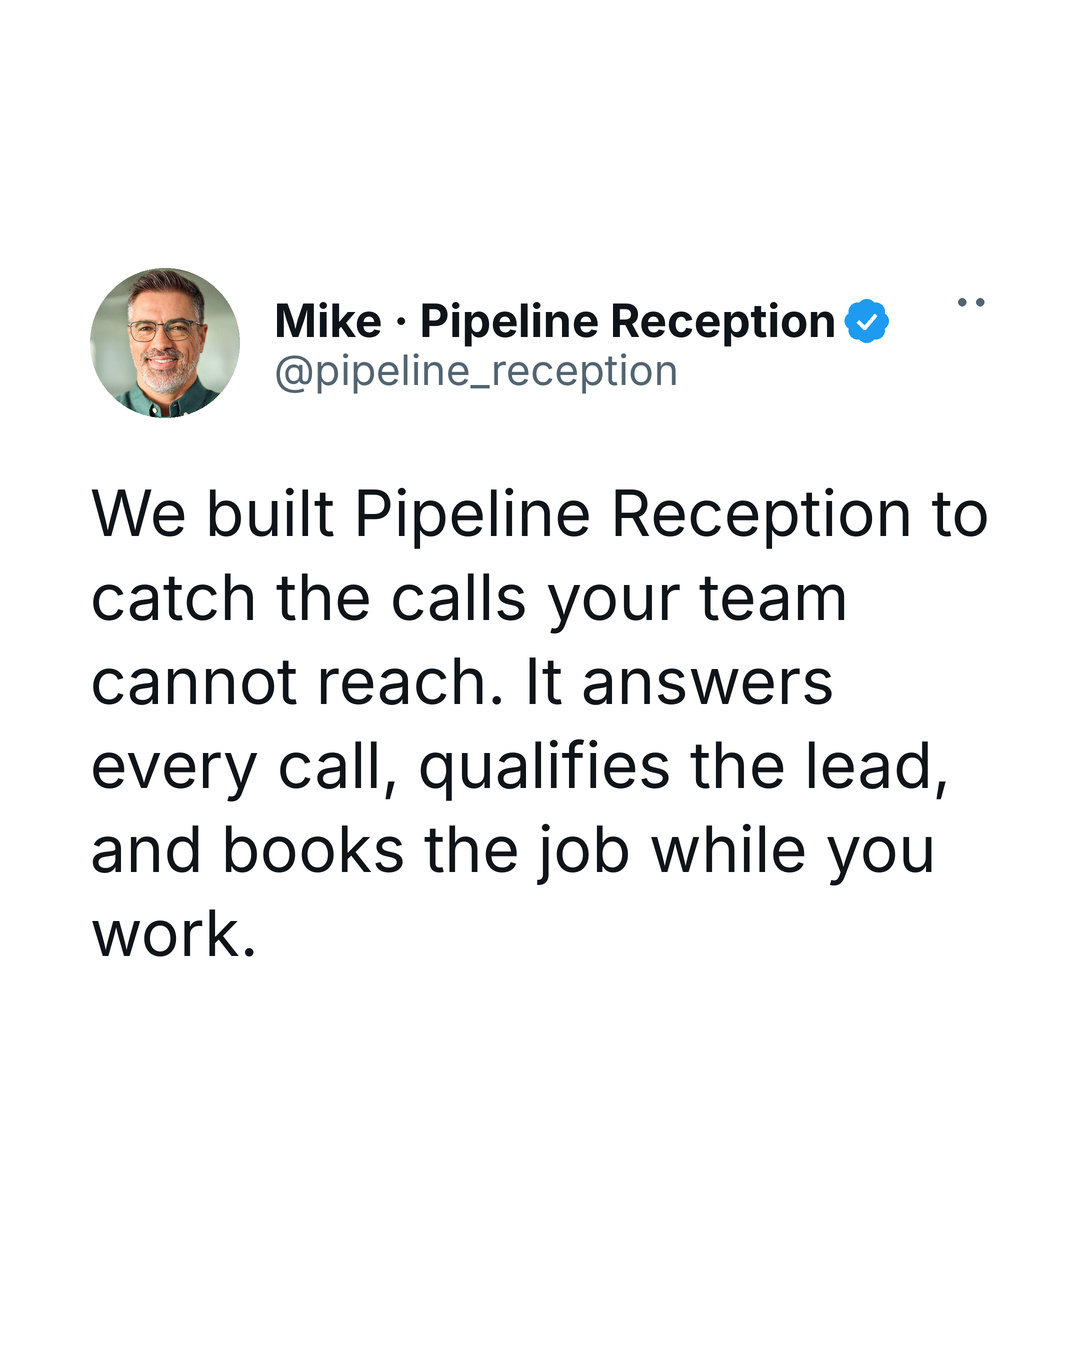 Mike · Pipeline Reception
@pipeline_reception
We built Pipeline Reception to
catch the calls your team
cannot reach. It answers
every call, qualifies the lead,
and books the job while you
work.